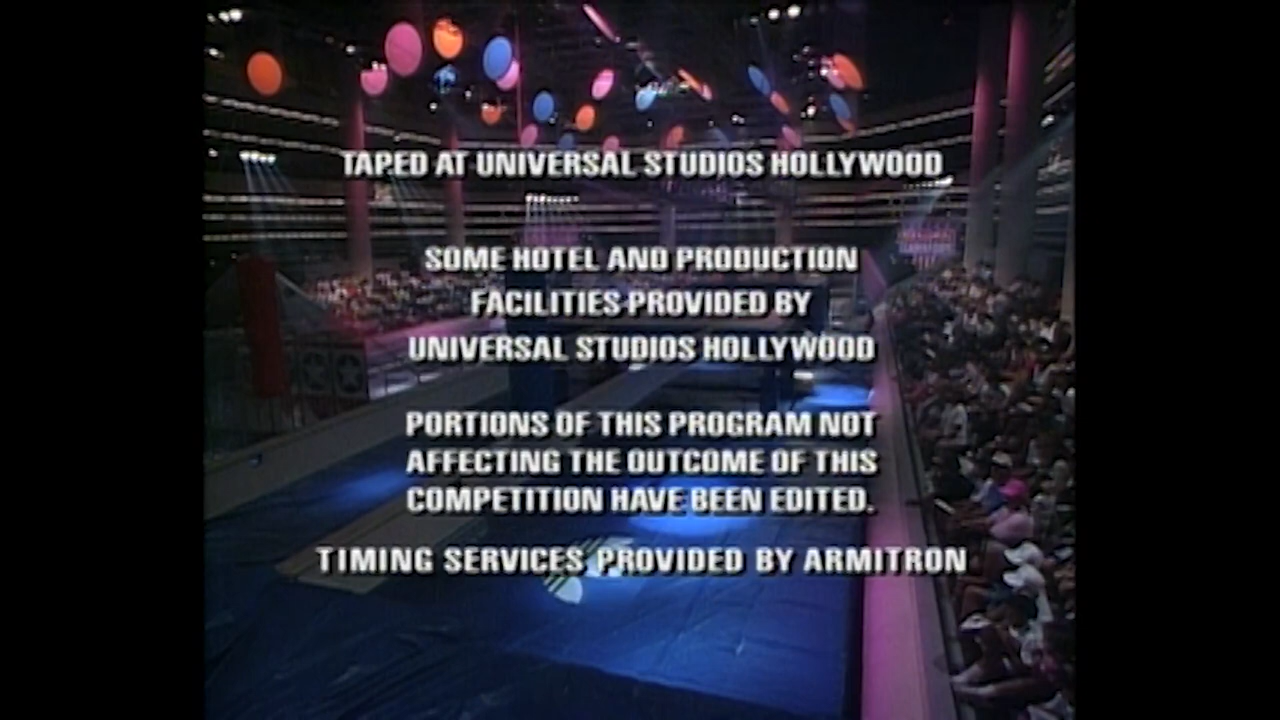 TAPED AT UNIVERSAL STUDIOS HOLLYWOOD
SOME HOTEL AND PRODUCTION
FACILITIES PROVIDED BY
UNIVERSAL STUDIOS HOLLYWOOD
PORTIONS OF THIS PROGRAM NOT
AFFECTING THE OUTCOME OF THIS
COMPETITION HAVE BEEN EDITED.
TIMING SERVICES PROVIDED BY ARMITRON